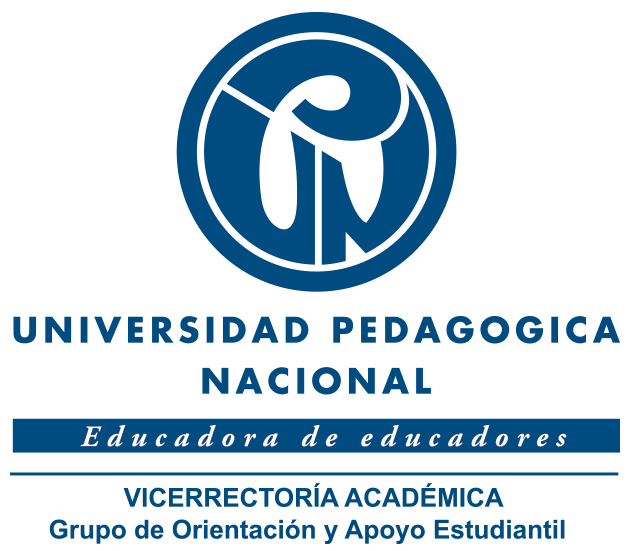 UNIVERSIDAD PEDAGOGICA
NACIONAL
Educadora de educadores
VICERRECTORÍA ACADÉMICA
Grupo de Orientación y Apoyo Estudiantil